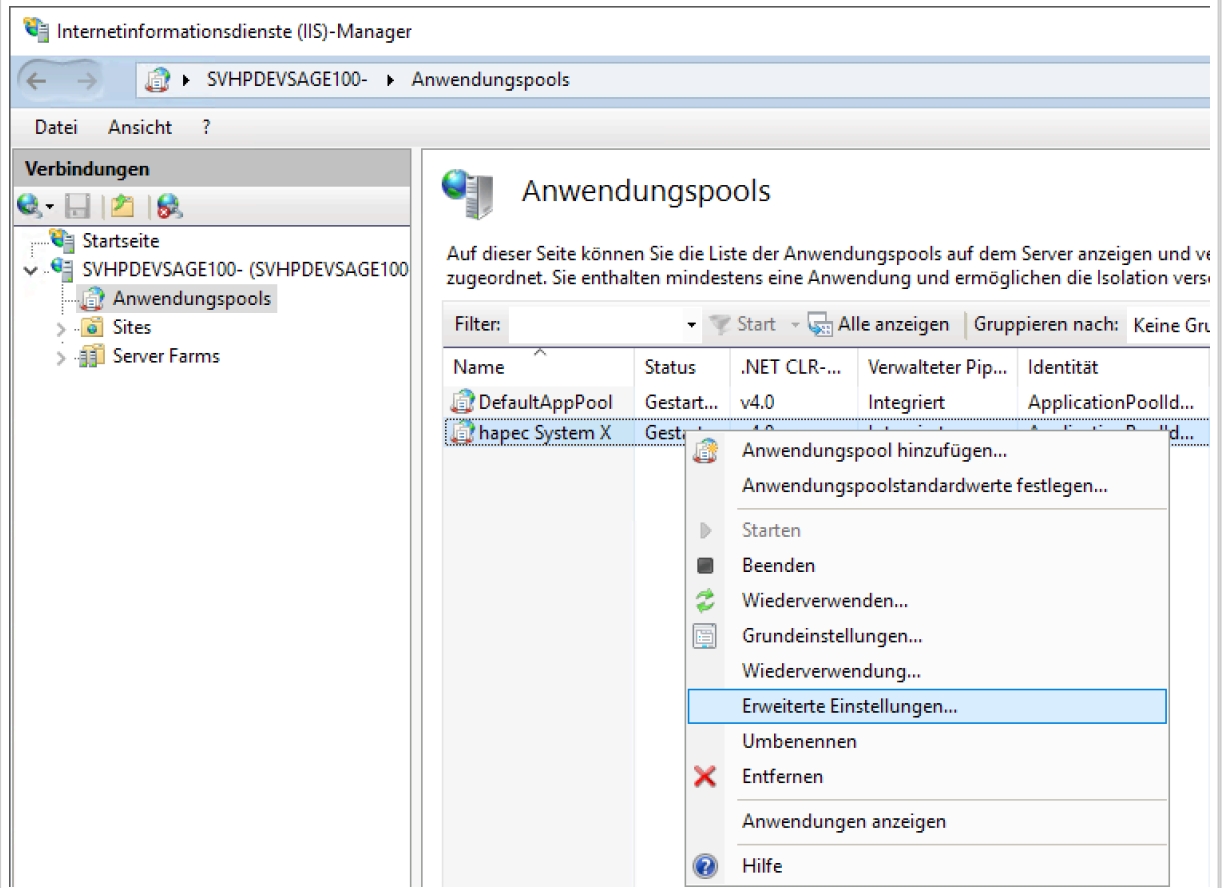 Internetinformationsdienste (IIS)-Manager
SVHPDEVSAGE100- Anwendungspools
Datei Ansicht ?
Verbindungen
Startseite
SVHPDEVSAGE100- (SVHPDEVSAGE100
Anwendungspools
Sites
Server Farms
Anwendungspools
Auf dieser Seite können Sie die Liste der Anwendungspools auf dem Server anzeigen und ve
zugeordnet. Sie enthalten mindestens eine Anwendung und ermöglichen die Isolation vers
Filter: Start Alle anzeigen Gruppieren nach: Keine Gru
Name Status .NET CLR-... Verwalteter Pip... Identität
DefaultAppPool Gestart... v4.0 Integriert ApplicationPoolId...
hapec System X
Anwendungspool hinzufügen...
Anwendungspoolstandardwerte festlegen...
Starten
Beenden
Wiederverwenden...
Grundeinstellungen...
Wiederverwendung...
Erweiterte Einstellungen...
Umbenennen
Entfernen
Anwendungen anzeigen
Hilfe